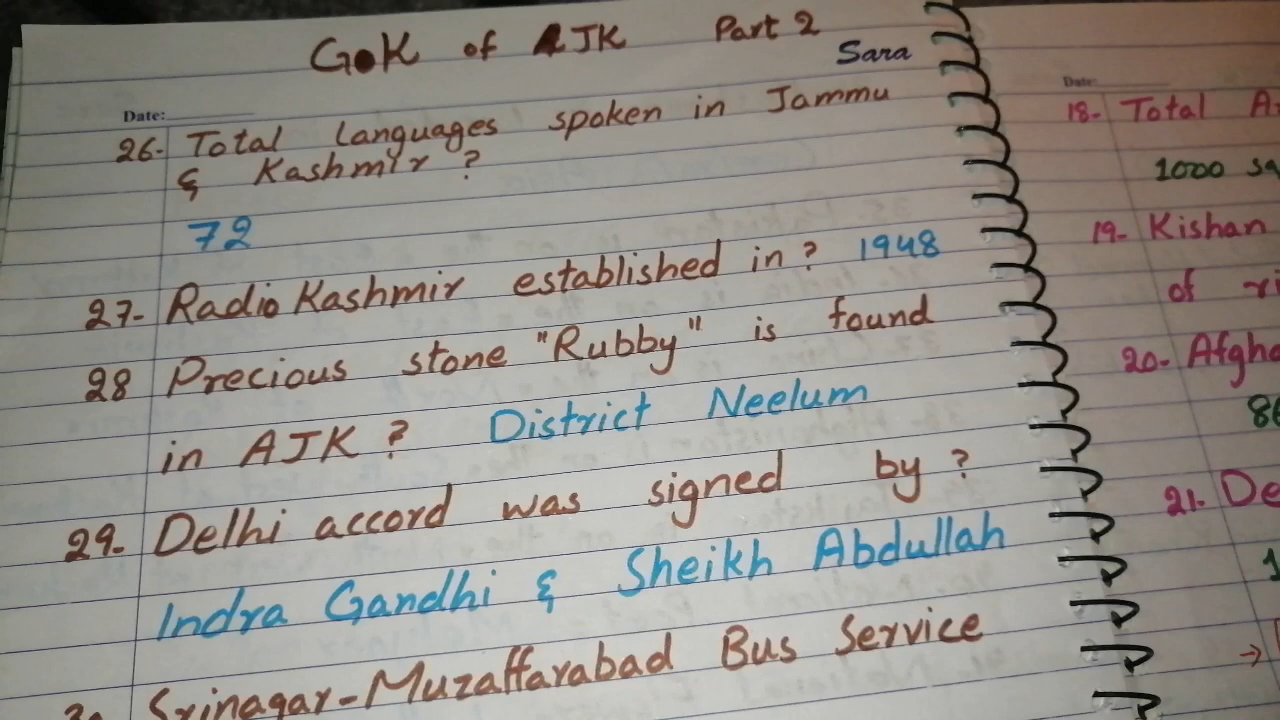 GoK of AJK Part 2
Sara
Date:
26- Total languages spoken in Jammu
& Kashmir ?
72
27- Radio Kashmir established in ? 1948
28 Precious stone "Rubby" is found
in AJK ? District Neelum
29- Delhi accord was signed by ?
Indra Gandhi & Sheikh Abdullah
Srinagar-Muzaffarabad Bus Service
Date:
18- Total
1000
19- Kishan
of
20-
21-